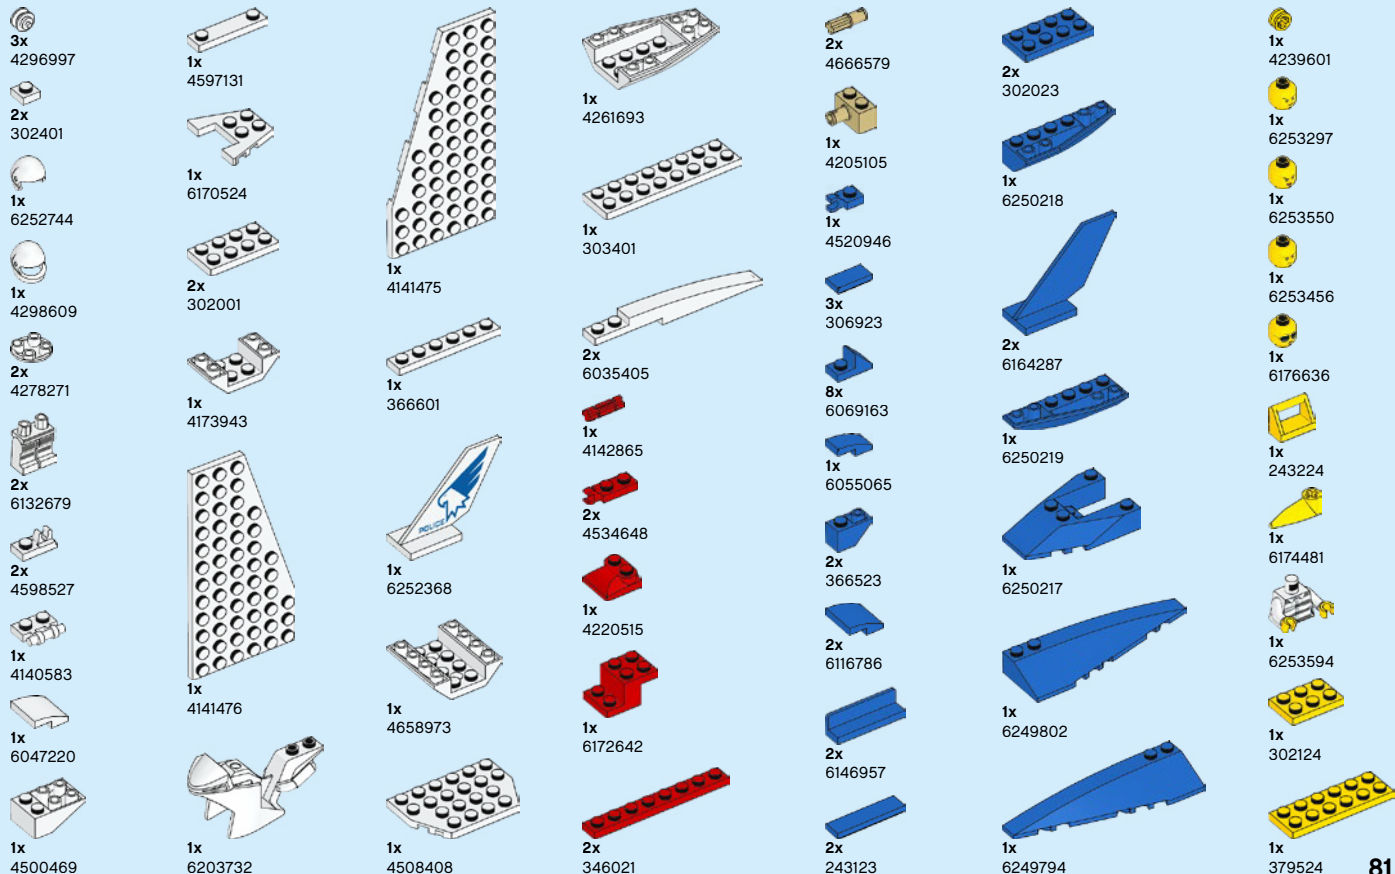 3x
4296997
2x
302401
1x
6252744
1x
4298609
2x
4278271
2x
6132679
2x
4598527
1x
4140583
1x
6047220
1x
4500469
1x
4597131
1x
6170524
2x
302001
1x
4173943
1x
4141476
1x
6203732
1x
4141475
1x
366601
POLICE
1x
6252368
1x
4658973
1x
4508408
1x
4261693
1x
303401
2x
6035405
1x
4142865
2x
4534648
1x
4220515
1x
6172642
2x
346021
2x
4666579
1x
4205105
1x
4520946
3x
306923
8x
6069163
1x
6055065
2x
366523
2x
6116786
2x
6146957
2x
243123
2x
302023
1x
6250218
2x
6164287
1x
6250219
1x
6250217
1x
6249802
1x
6249794
1x
4239601
1x
6253297
1x
6253550
1x
6253456
1x
6176636
1x
243224
1x
6174481
1x
6253594
1x
302124
1x
379524
81